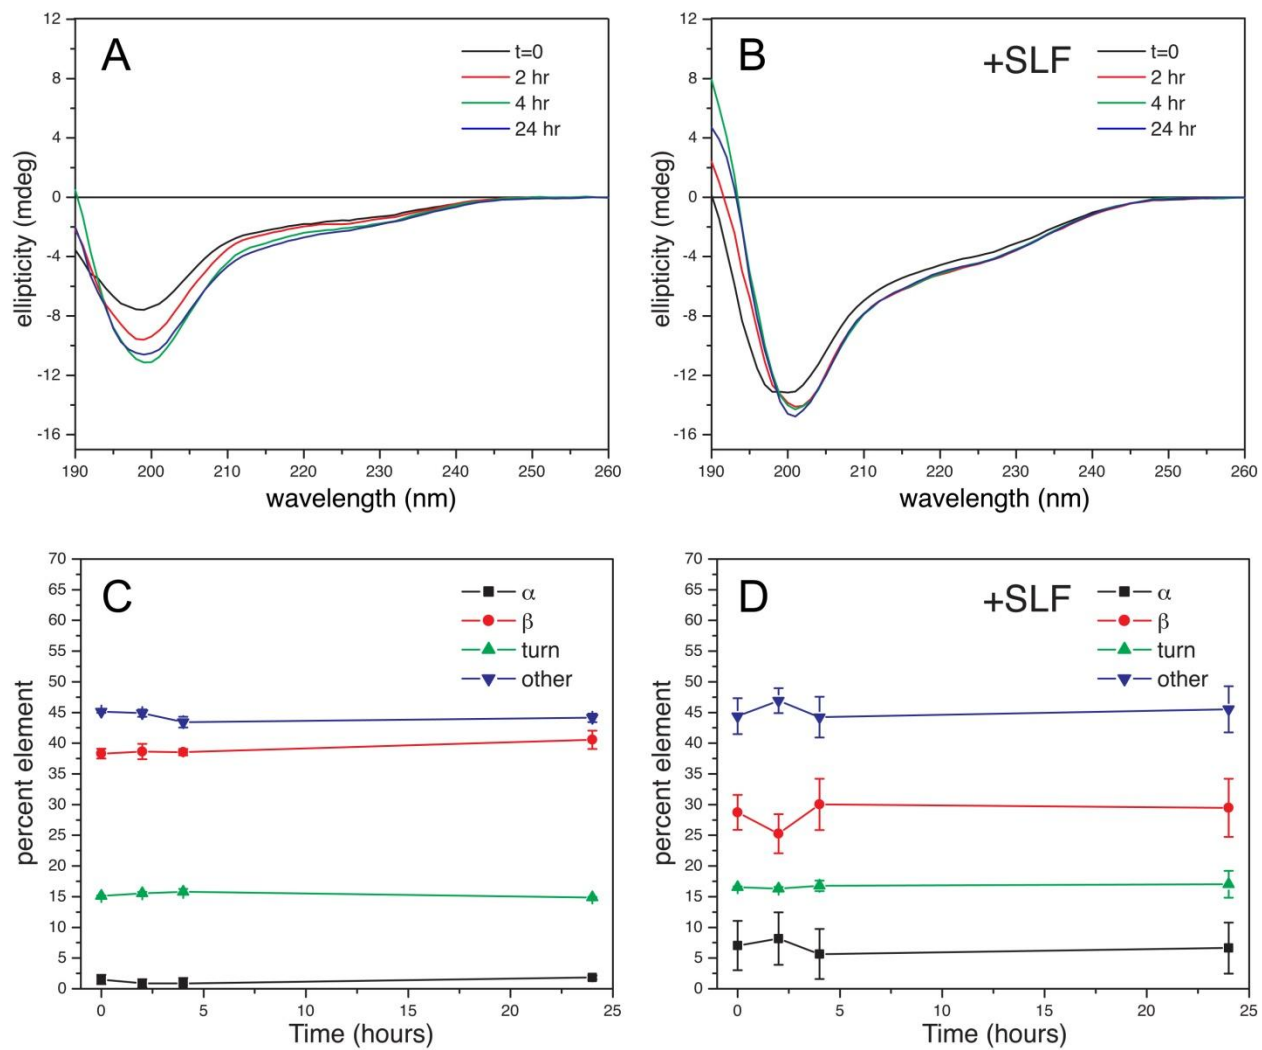 A
t=0
2 hr
4 hr
24 hr
12
8
4
0
-4
-8
-12
-16
ellipticity (mdeg)
190 200 210 220 230 240 250 260
wavelength (nm)
B
+SLF
t=0
2 hr
4 hr
24 hr
12
8
4
0
-4
-8
-12
-16
ellipticity (mdeg)
190 200 210 220 230 240 250 260
wavelength (nm)
C
α
β
turn
other
70
65
60
55
50
45
40
35
30
25
20
15
10
5
0
percent element
0 5 10 15 20 25
Time (hours)
D
+SLF
α
β
turn
other
70
65
60
55
50
45
40
35
30
25
20
15
10
5
0
percent element
0 5 10 15 20 25
Time (hours)